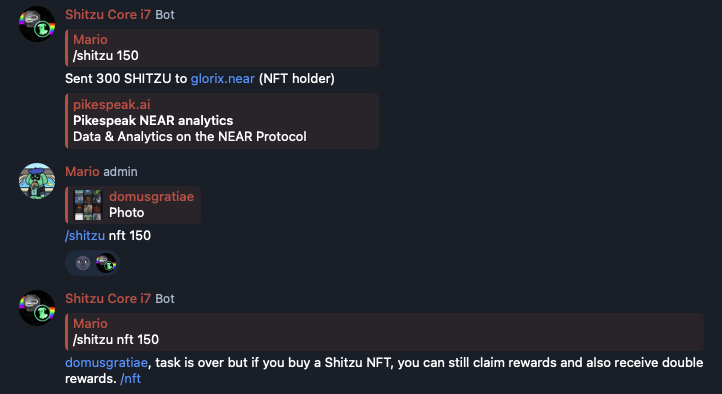 Shitzu Core i7 Bot
Mario
/shitzu 150
Sent 300 SHITZU to glorix.near (NFT holder)
pikespeak.ai
Pikespeak NEAR analytics
Data & Analytics on the NEAR Protocol
Mario admin
domusgratiae
Photo
/shitzu nft 150
Shitzu Core i7 Bot
Mario
/shitzu nft 150
domusgratiae, task is over but if you buy a Shitzu NFT, you can still claim rewards and also receive double
rewards. /nft